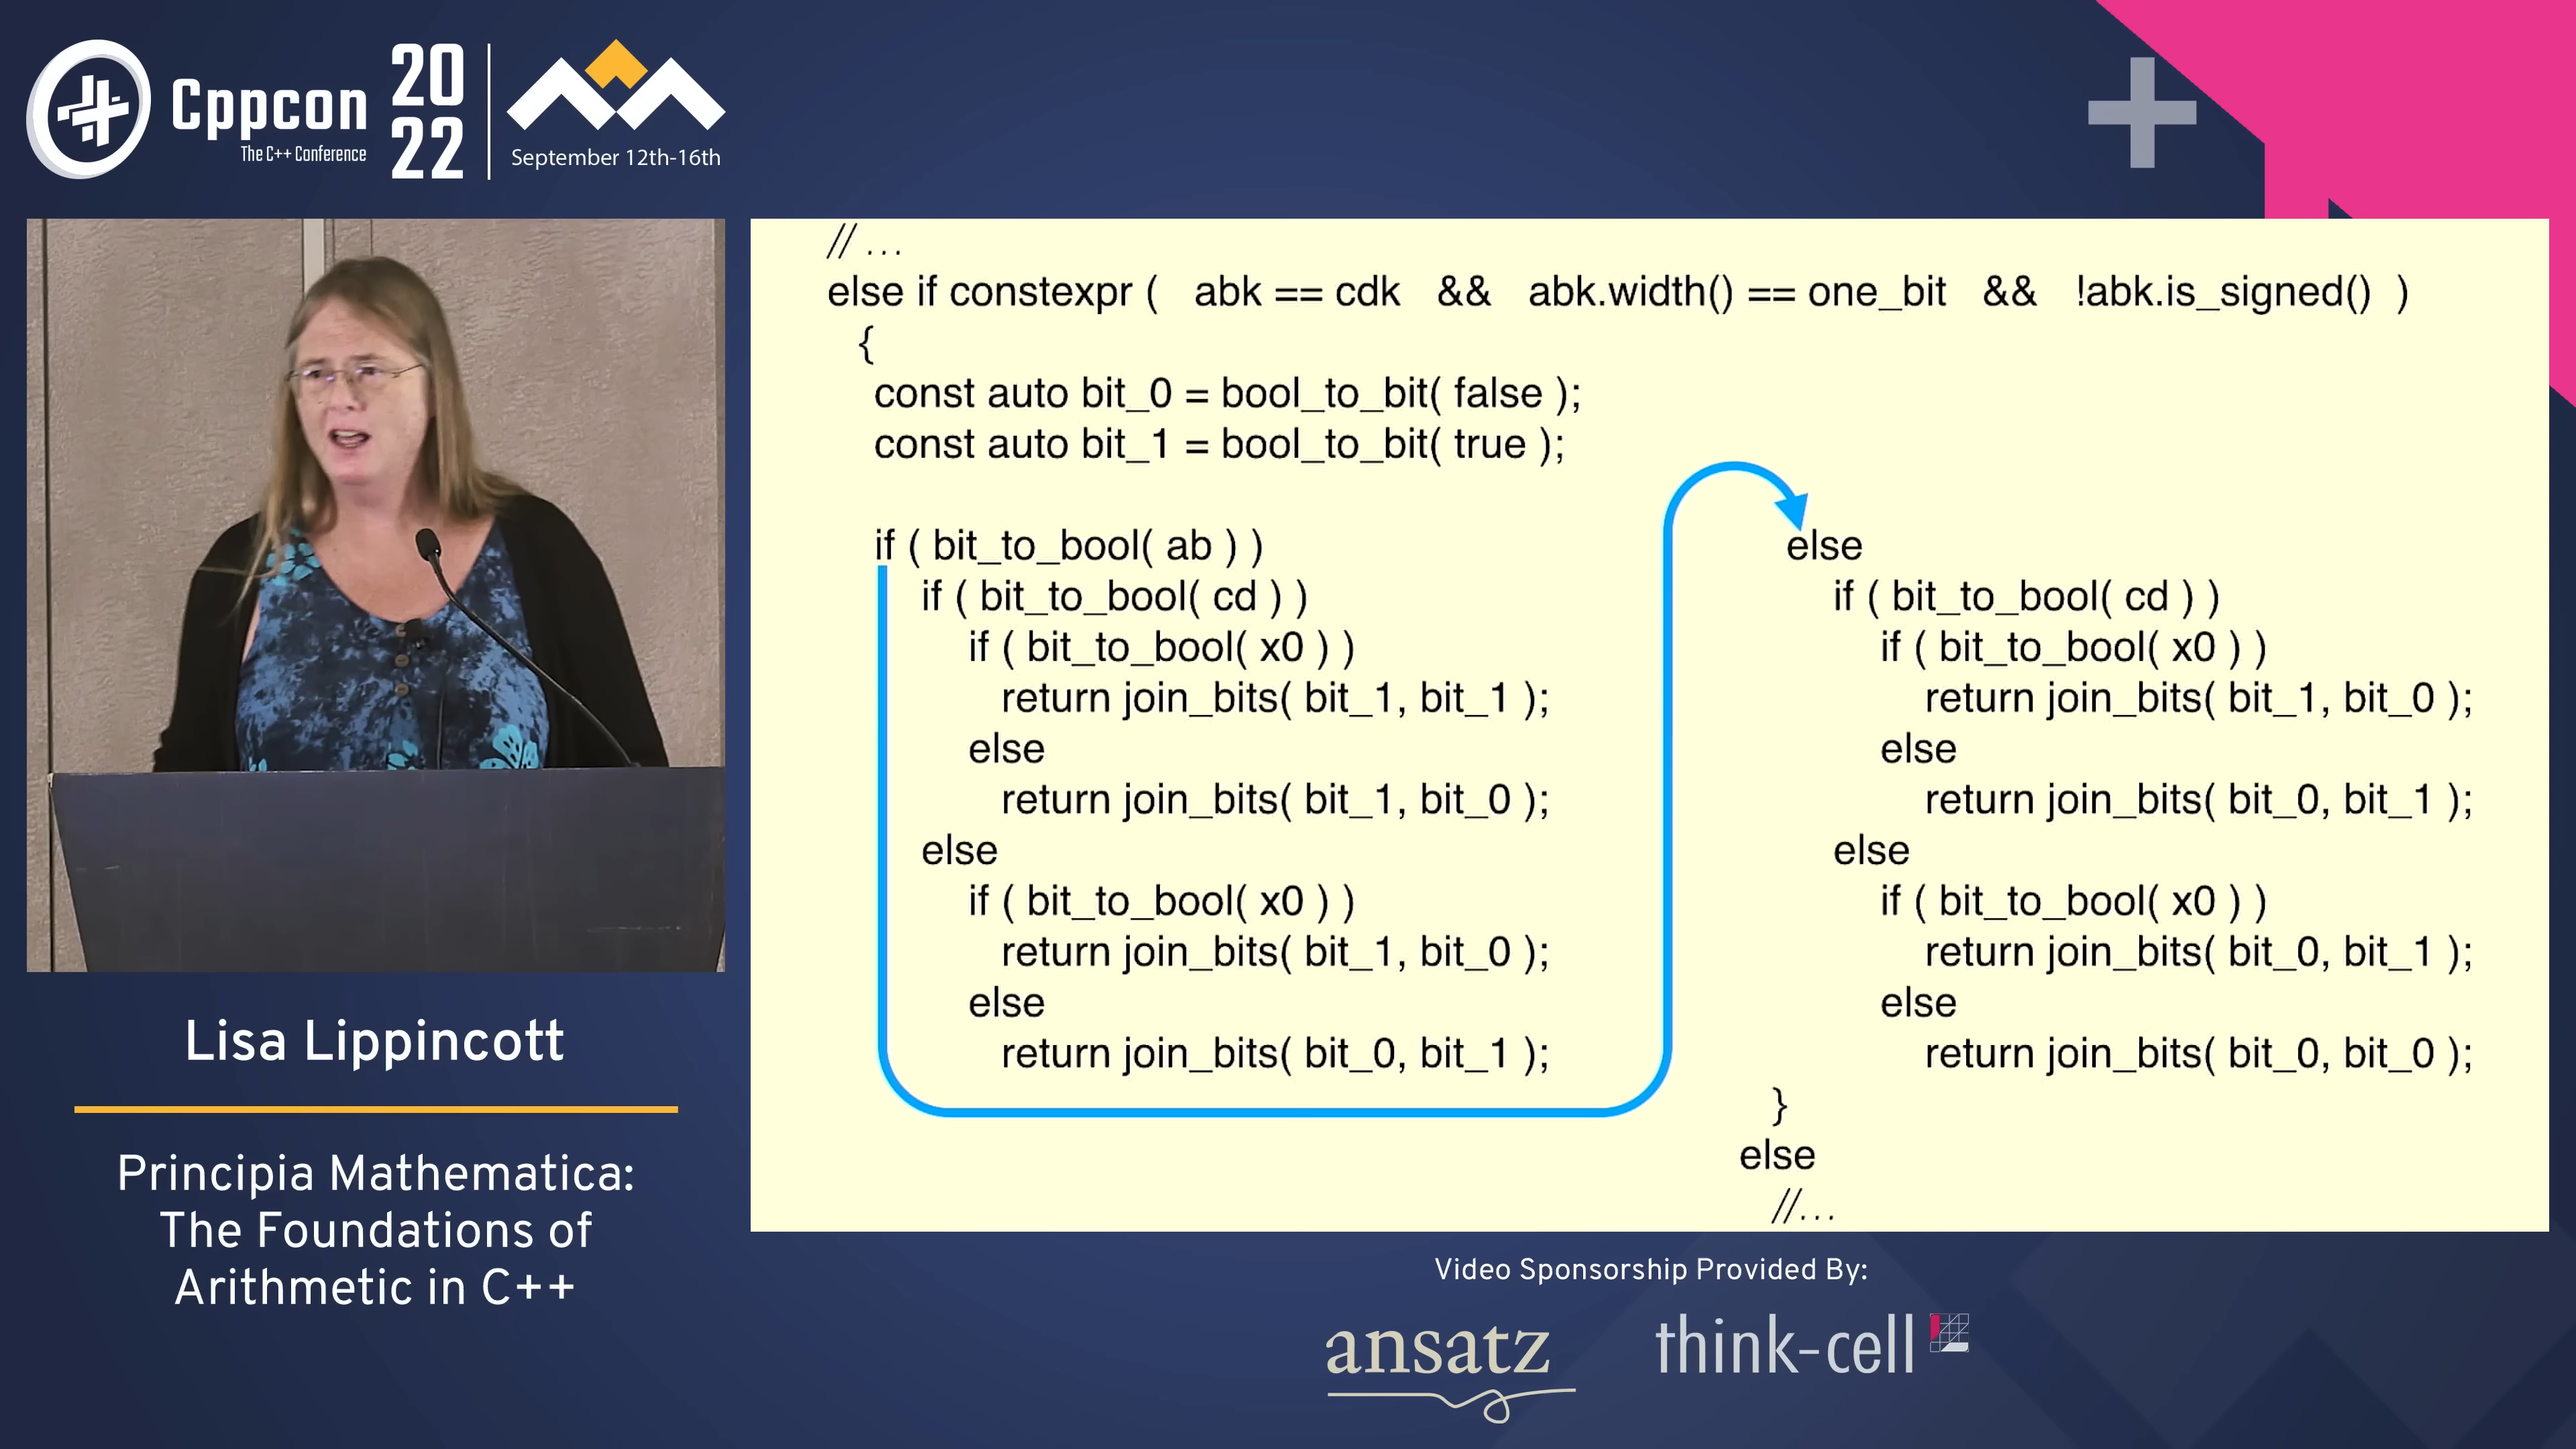 Cppcon
The C++ Conference
20
22
September 12th-16th
// ...
else if constexpr ( abk == cdk && abk.width() == one_bit && !abk.is_signed() )
{
const auto bit_0 = bool_to_bit( false );
const auto bit_1 = bool_to_bit( true );
if ( bit_to_bool( ab ) )
if ( bit_to_bool( cd ) )
if ( bit_to_bool( x0 ) )
return join_bits( bit_1, bit_1 );
else
return join_bits( bit_1, bit_0 );
else
if ( bit_to_bool( x0 ) )
return join_bits( bit_1, bit_0 );
else
return join_bits( bit_0, bit_1 );
else
if ( bit_to_bool( cd ) )
if ( bit_to_bool( x0 ) )
return join_bits( bit_1, bit_0 );
else
return join_bits( bit_0, bit_1 );
else
if ( bit_to_bool( x0 ) )
return join_bits( bit_0, bit_1 );
else
return join_bits( bit_0, bit_0 );
}
else
//...
Lisa Lippincott
Principia Mathematica:
The Foundations of
Arithmetic in C++
Video Sponsorship Provided By:
ansatz
think-cell